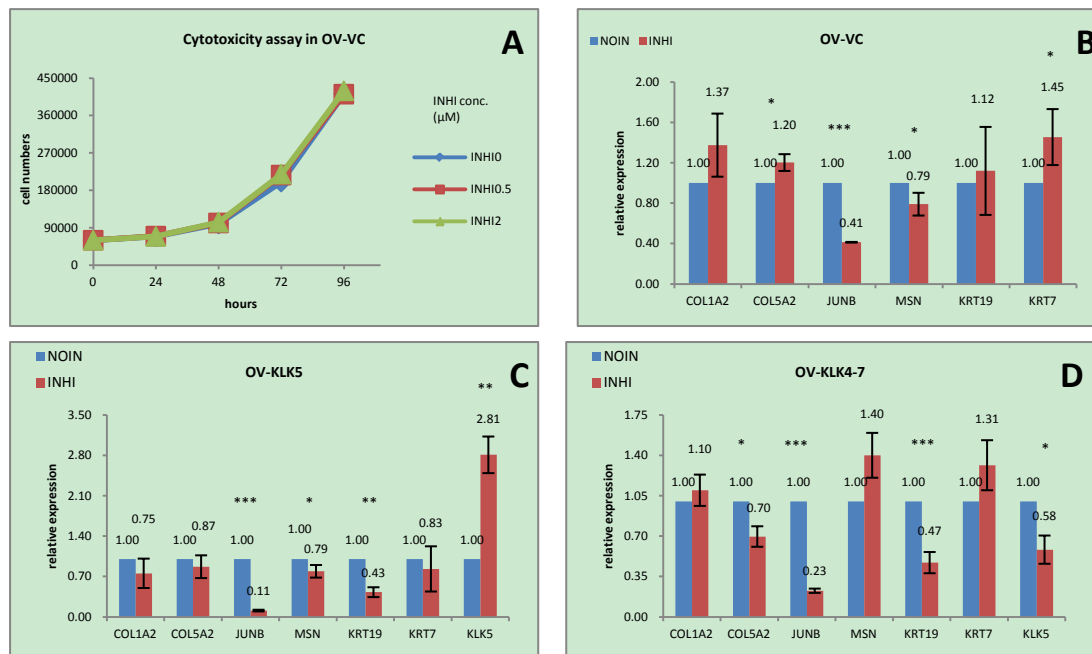 Cytotoxicity assay in OV-VC
A
450000
360000
270000
180000
90000
0
cell numbers
0 24 48 72 96
hours
INHI conc.
(µM)
INHI0
INHI0.5
INHI2
NOIN INHI
OV-VC
B
2.00
1.60
1.20
0.80
0.40
0.00
relative expression
* *** * *
1.00 1.37 1.00 1.20 1.00 0.41 1.00 0.79 1.00 1.12 1.00 1.45
COL1A2 COL5A2 JUNB MSN KRT19 KRT7
NOIN
INHI
OV-KLK5
C
3.50
2.80
2.10
1.40
0.70
0.00
relative expression
*** * ** **
1.00 0.75 1.00 0.87 1.00 0.11 1.00 0.79 1.00 0.43 1.00 0.83 1.00 2.81
COL1A2 COL5A2 JUNB MSN KRT19 KRT7 KLK5
NOIN
INHI
OV-KLK4-7
D
1.75
1.40
1.05
0.70
0.35
0.00
relative expression
* *** *** *
1.00 1.10 1.00 0.70 1.00 0.23 1.00 1.40 1.00 0.47 1.00 1.31 1.00 0.58
COL1A2 COL5A2 JUNB MSN KRT19 KRT7 KLK5